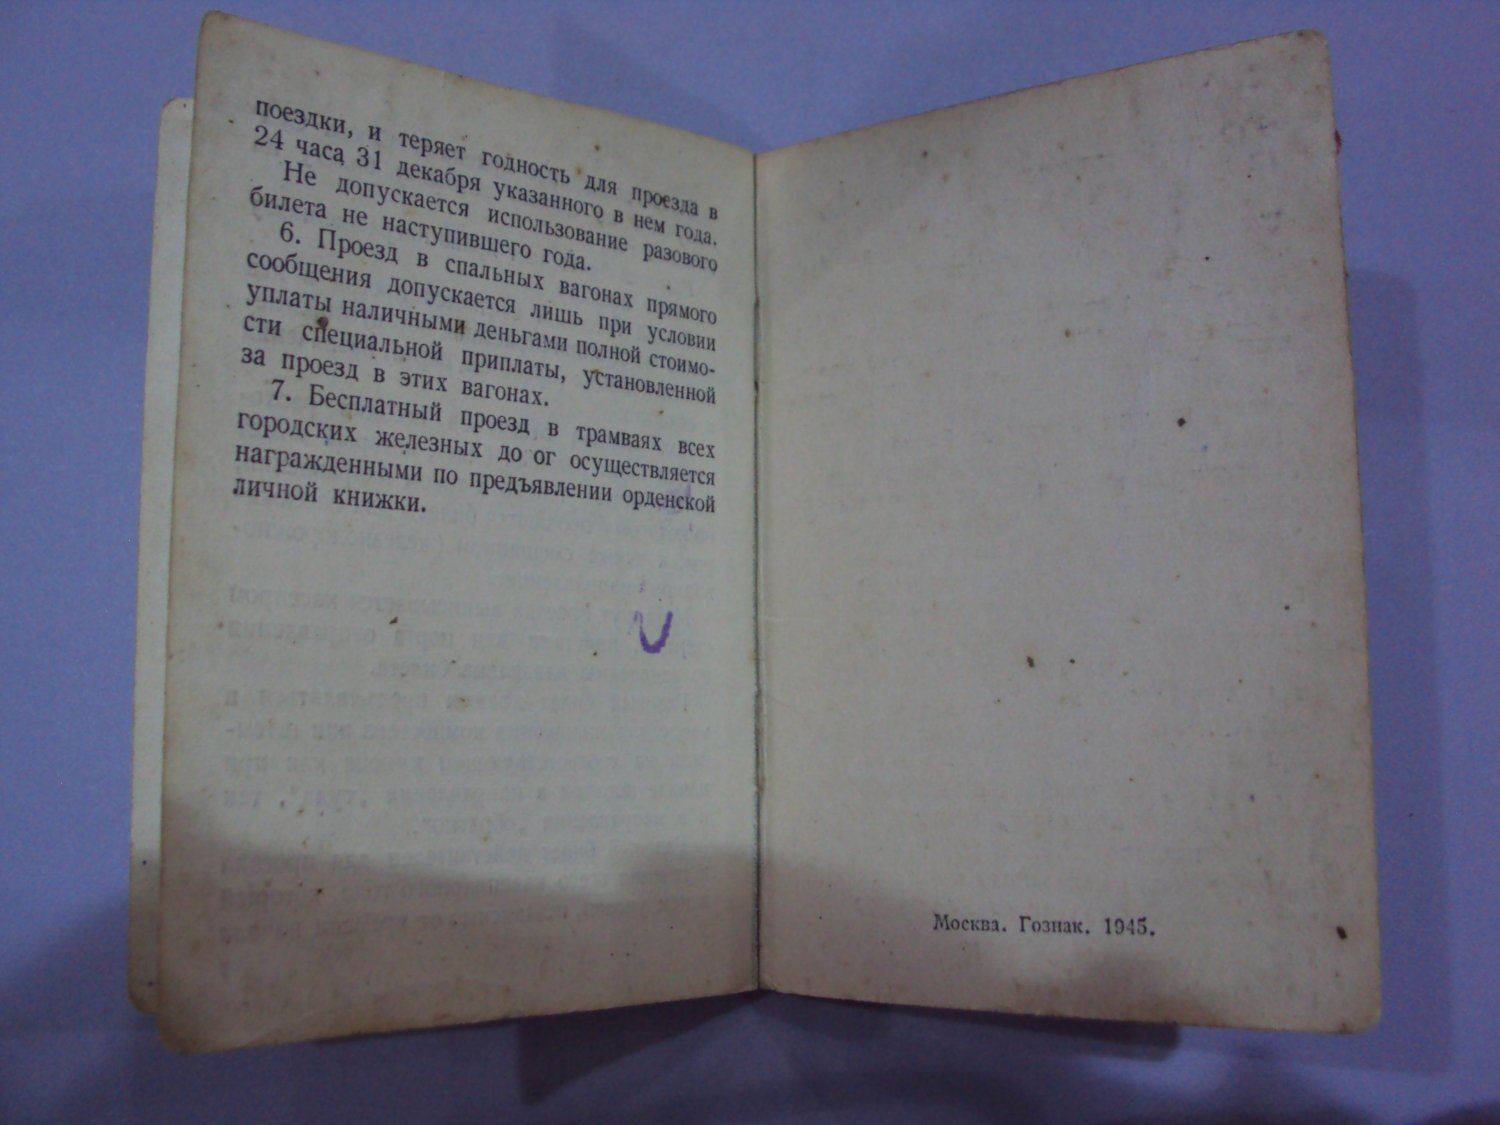 поездки, и теряет годность для проезда в
24 часа 31 декабря указанного в нем года.
Не допускается использование разового
билета не наступившего года.
6. Проезд в спальных вагонах прямого
сообщения допускается лишь при условии
уплаты наличными деньгами полной стоимо-
сти специальной приплаты, установленной
за проезд в этих вагонах.
7. Бесплатный проезд в трамваях всех
городских железных до ог осуществляется
награжденными по предъявлении орденской
личной книжки.
Москва. Гознак. 1945.